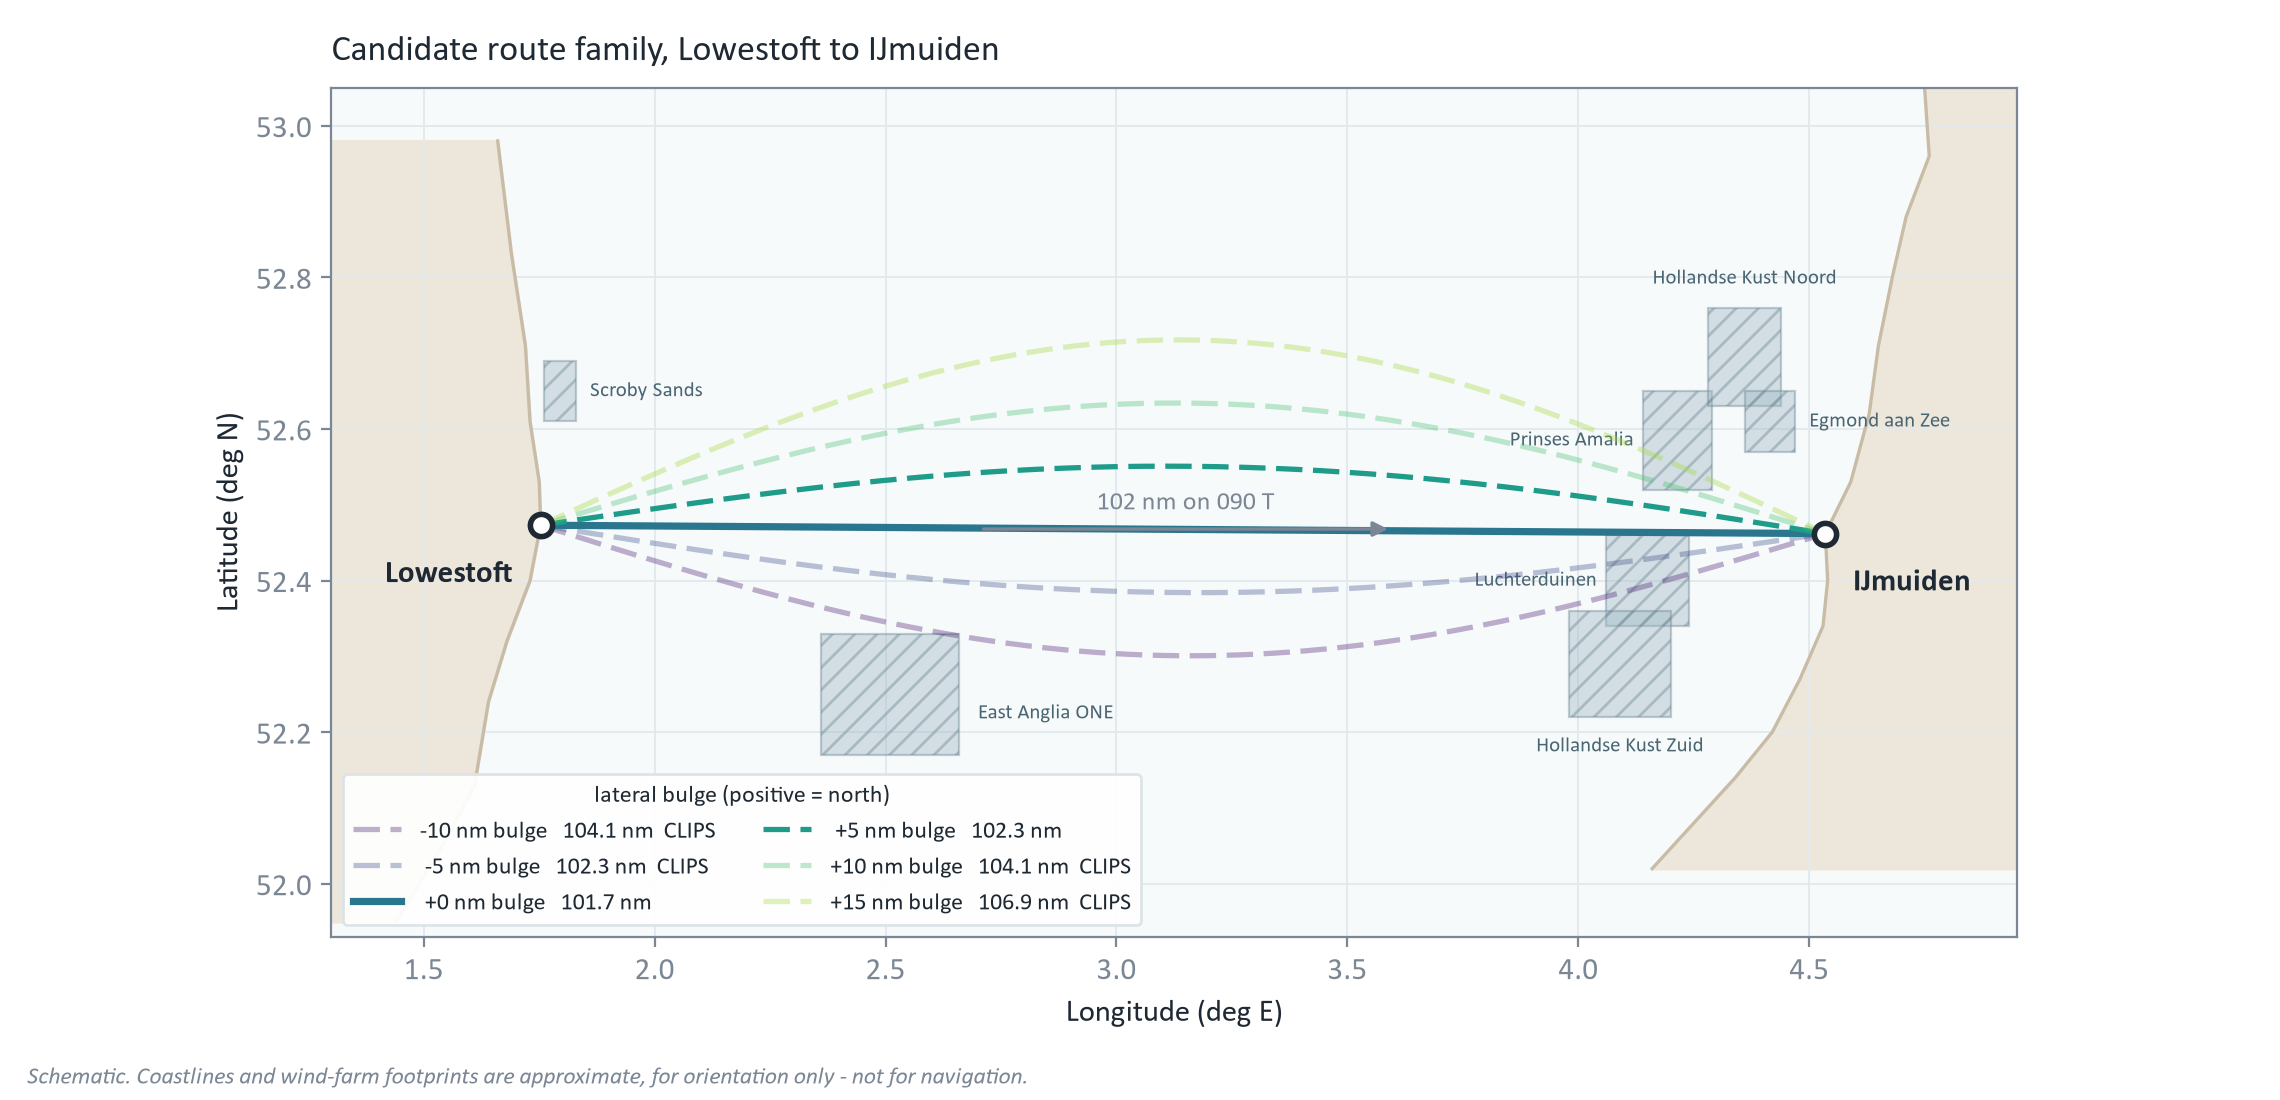 Candidate route family, Lowestoft to IJmuiden
53.0
52.8
52.6
52.4
52.2
52.0
Latitude (deg N)
Hollandse Kust Noord
Scroby Sands
Egmond aan Zee
Prinses Amalia
102 nm on 090 T
Lowestoft
Luchterduinen
IJmuiden
East Anglia ONE
Hollandse Kust Zuid
lateral bulge (positive = north)
-10 nm bulge 104.1 nm CLIPS
-5 nm bulge 102.3 nm CLIPS
+0 nm bulge 101.7 nm
+5 nm bulge 102.3 nm
+10 nm bulge 104.1 nm CLIPS
+15 nm bulge 106.9 nm CLIPS
1.5 2.0 2.5 3.0 3.5 4.0 4.5
Longitude (deg E)
Schematic. Coastlines and wind-farm footprints are approximate, for orientation only - not for navigation.